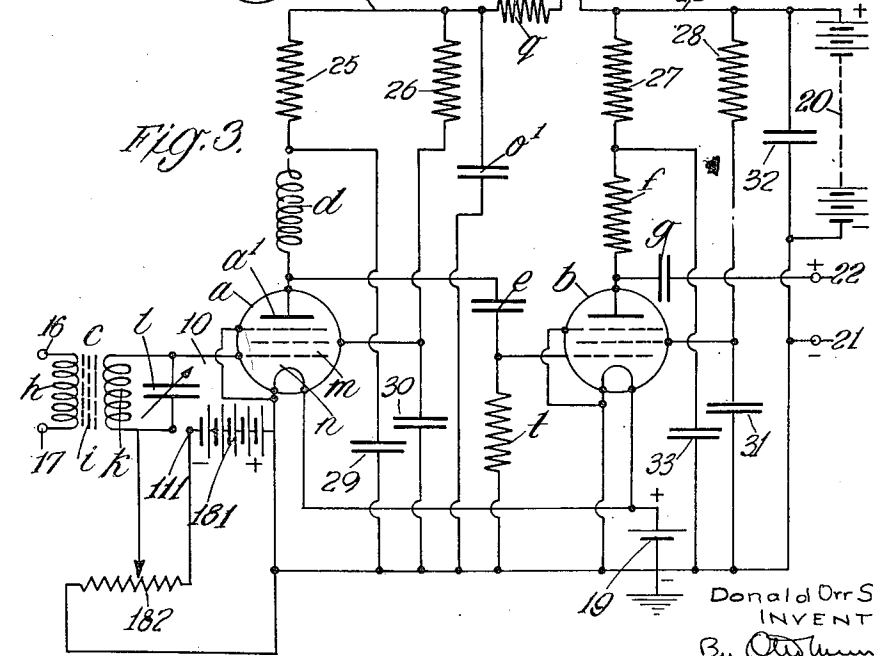 q
+
25
26
27
28
20
Fig. 3.
o¹
32
d
f
g
a¹
a
e
b
+
22
16
c
l
10
21
h
m
n
30
t
17
i
k
111
181
+
29
33
31
+
182
19
Donald Orr S
INVENT
By